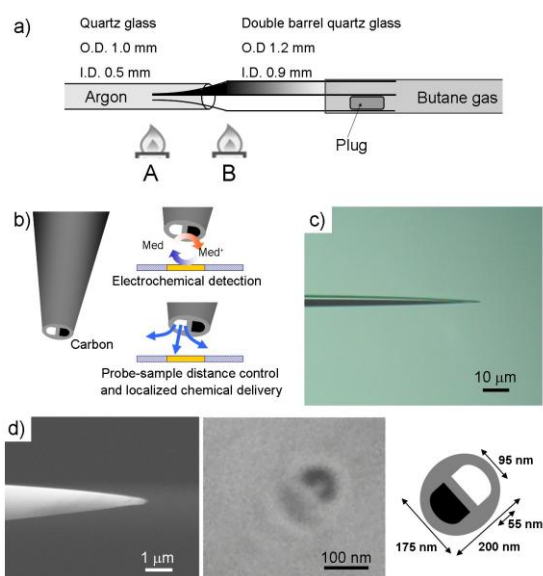 a)
Quartz glass
O.D. 1.0 mm
I.D. 0.5 mm
Double barrel quartz glass
O.D 1.2 mm
I.D. 0.9 mm
Argon
Butane gas
Plug
A
B
b)
Med
Med⁺
Electrochemical detection
Carbon
Probe-sample distance control
and localized chemical delivery
c)
10 μm
d)
1 μm
100 nm
95 nm
55 nm
175 nm
200 nm